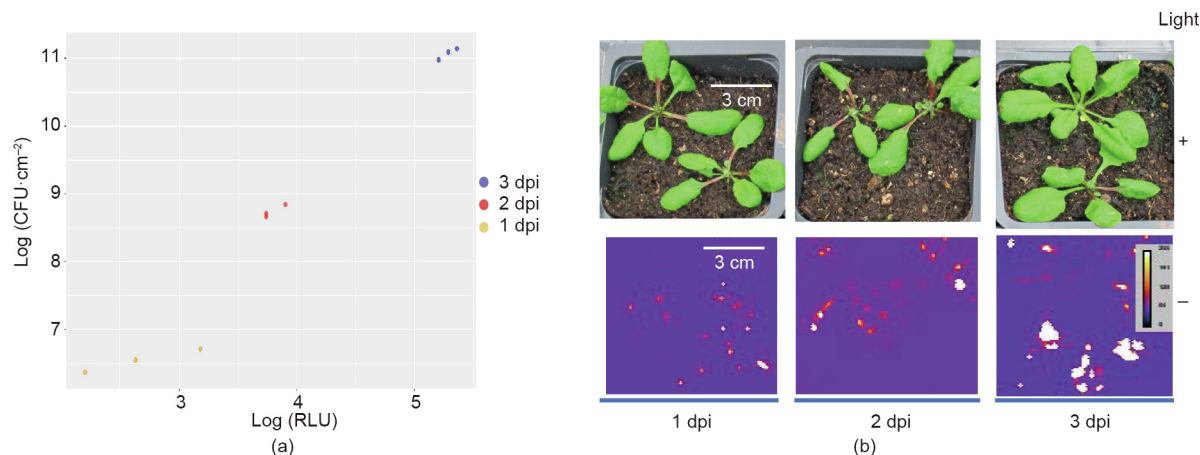 (a)
11
10
9
8
7
3
4
5
Log (CFU·cm⁻²)
Log (RLU)
3 dpi
2 dpi
1 dpi
(b)
Light
3 cm
+
3 cm
–
1 dpi
2 dpi
3 dpi